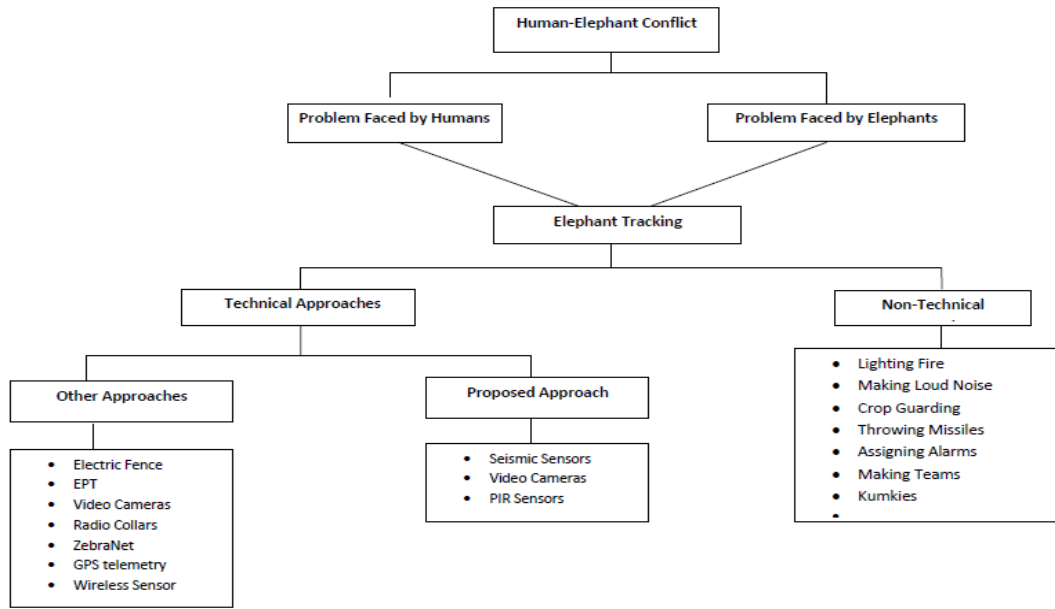 Human-Elephant Conflict
Problem Faced by Humans
Problem Faced by Elephants
Elephant Tracking
Technical Approaches
Non-Technical
Other Approaches
Proposed Approach
• Electric Fence
• EPT
• Video Cameras
• Radio Collars
• ZebraNet
• GPS telemetry
• Wireless Sensor
• Seismic Sensors
• Video Cameras
• PIR Sensors
• Lighting Fire
• Making Loud Noise
• Crop Guarding
• Throwing Missiles
• Assigning Alarms
• Making Teams
• Kumkies
•